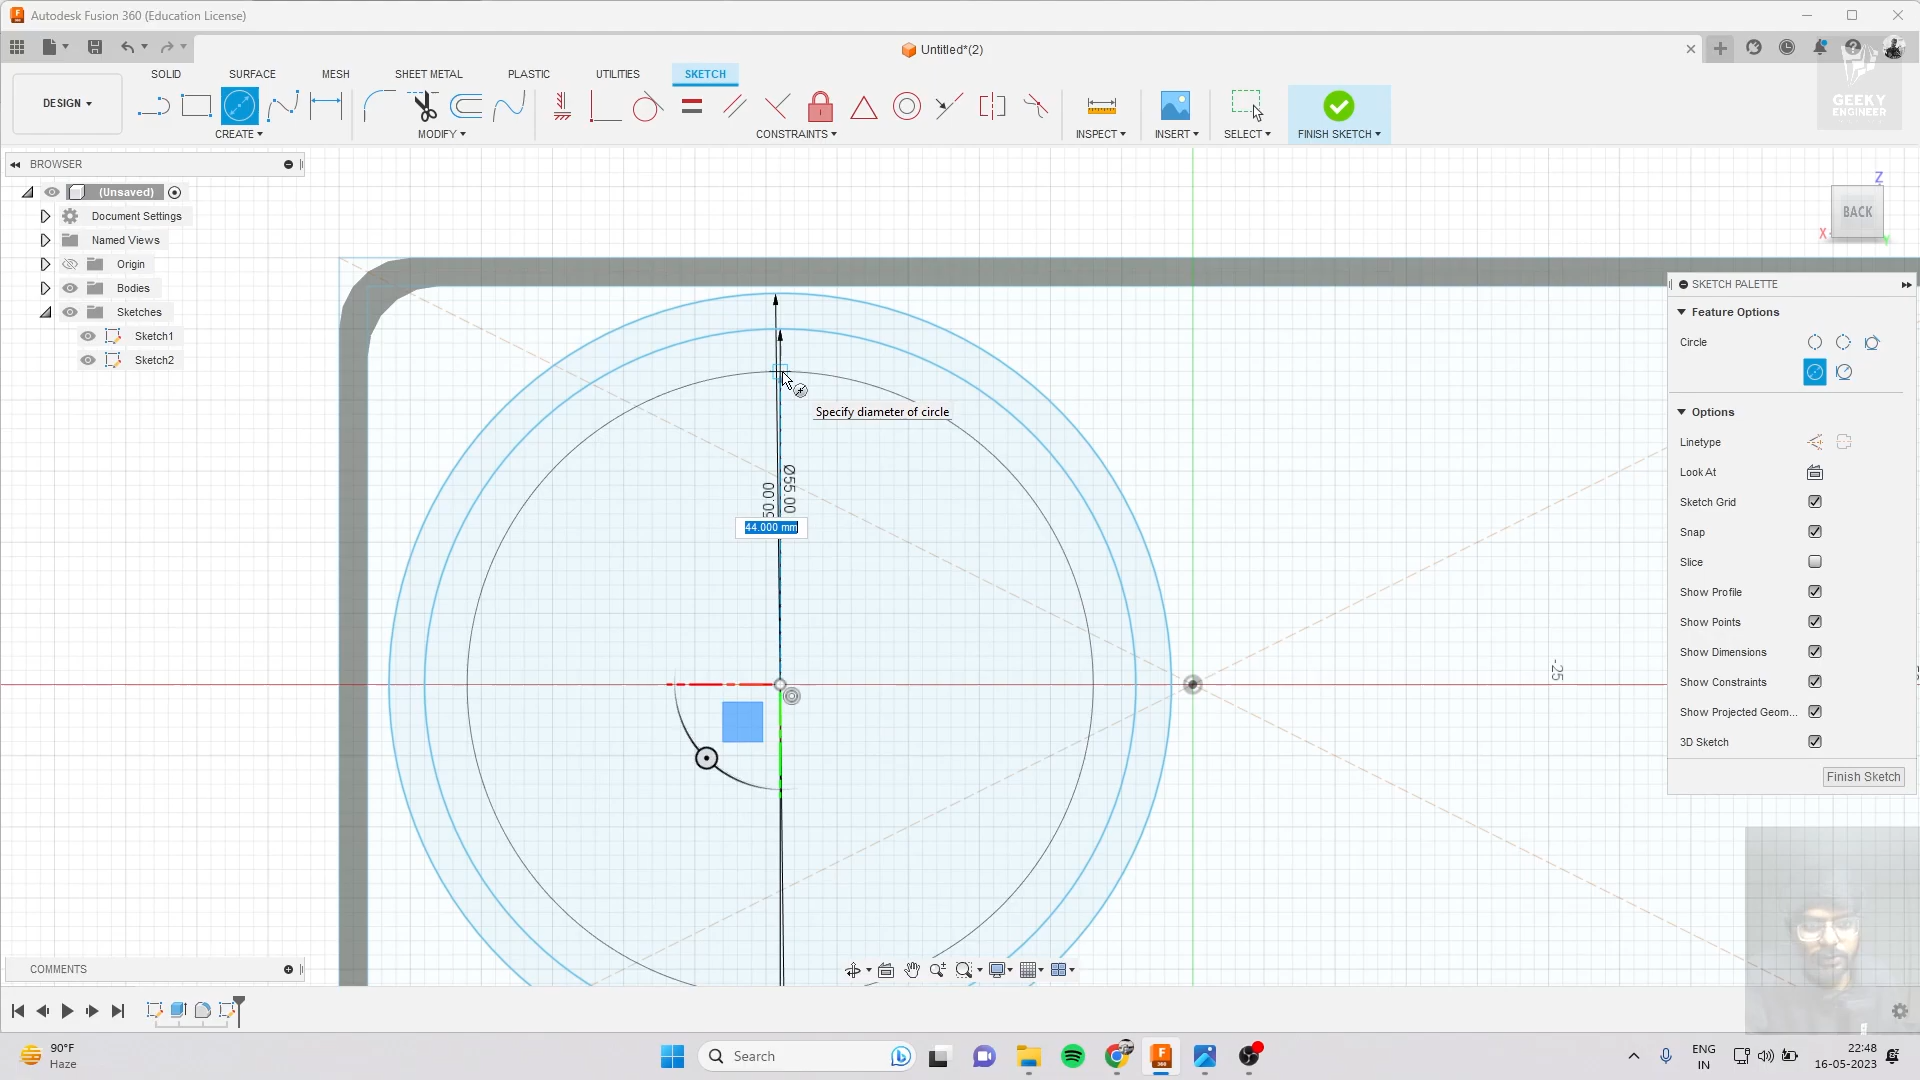 Autodesk Fusion 360 (Education License)
Untitled*(2)
SOLID SURFACE MESH SHEET METAL PLASTIC UTILITIES SKETCH
DESIGN
CREATE MODIFY CONSTRAINTS INSPECT INSERT SELECT FINISH SKETCH
GEEKY
ENGINEER
BROWSER
(Unsaved)
Document Settings
Named Views
Origin
Bodies
Sketches
Sketch1
Sketch2
Z
BACK
X
Y
SKETCH PALETTE
Feature Options
Circle
Options
Linetype
Look At
Sketch Grid
Snap
Slice
Show Profile
Show Points
Show Dimensions
Show Constraints
Show Projected Geom...
3D Sketch
Finish Sketch
Specify diameter of circle
Ø55.00
44.000 mm
-25
COMMENTS
90°F
Haze
Search
ENG
IN
22:48
16-05-2023